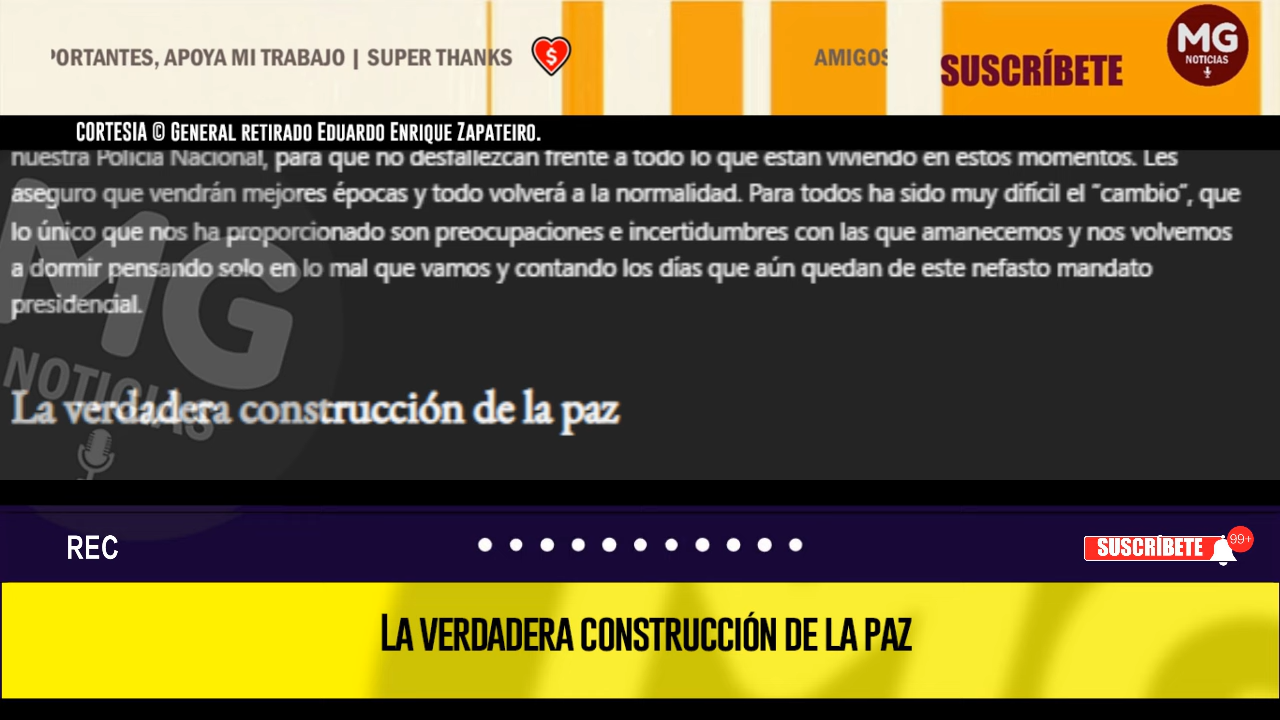 PORTANTES, APOYA MI TRABAJO | SUPER THANKS
AMIGOS
SUSCRÍBETE
MG
NOTICIAS
CORTESIA © GENERAL RETIRADO EDUARDO ENRIQUE ZAPATEIRO.
nuestra Policía Nacional, para que no desfallezcan frente a todo lo que están viviendo en estos momentos. Les
aseguro que vendrán mejores épocas y todo volverá a la normalidad. Para todos ha sido muy difícil el “cambio”, que
lo único que nos ha proporcionado son preocupaciones e incertidumbres con las que amanecemos y nos volvemos
a dormir pensando solo en lo mal que vamos y contando los días que aún quedan de este nefasto mandato
presidencial.
MG
NOTICIAS
La verdadera construcción de la paz
REC
SUSCRÍBETE
99+
LA VERDADERA CONSTRUCCIÓN DE LA PAZ